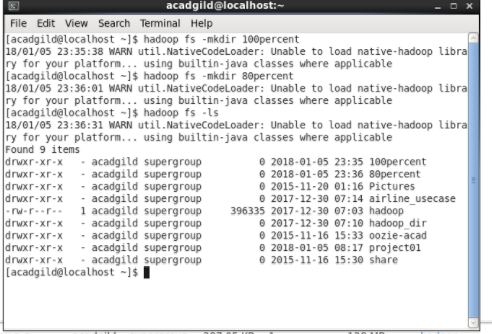 acadgild@localhost:~
File Edit View Search Terminal Help
[acadgild@localhost ~]$ hadoop fs -mkdir 100percent
18/01/05 23:35:38 WARN util.NativeCodeLoader: Unable to load native-hadoop libra
ry for your platform... using builtin-java classes where applicable
[acadgild@localhost ~]$ hadoop fs -mkdir 80percent
18/01/05 23:36:01 WARN util.NativeCodeLoader: Unable to load native-hadoop libra
ry for your platform... using builtin-java classes where applicable
[acadgild@localhost ~]$ hadoop fs -ls
18/01/05 23:36:31 WARN util.NativeCodeLoader: Unable to load native-hadoop libra
ry for your platform... using builtin-java classes where applicable
Found 9 items
drwxr-xr-x - acadgild supergroup 0 2018-01-05 23:35 100percent
drwxr-xr-x - acadgild supergroup 0 2018-01-05 23:36 80percent
drwxr-xr-x - acadgild supergroup 0 2015-11-20 01:16 Pictures
drwxr-xr-x - acadgild supergroup 0 2017-12-30 07:14 airline_usecase
-rw-r--r-- 1 acadgild supergroup 396335 2017-12-30 07:03 hadoop
drwxr-xr-x - acadgild supergroup 0 2017-12-30 07:10 hadoop_dir
drwxr-xr-x - acadgild supergroup 0 2015-11-16 15:33 oozie-acad
drwxr-xr-x - acadgild supergroup 0 2018-01-05 08:17 project01
drwxr-xr-x - acadgild supergroup 0 2015-11-16 15:30 share
[acadgild@localhost ~]$